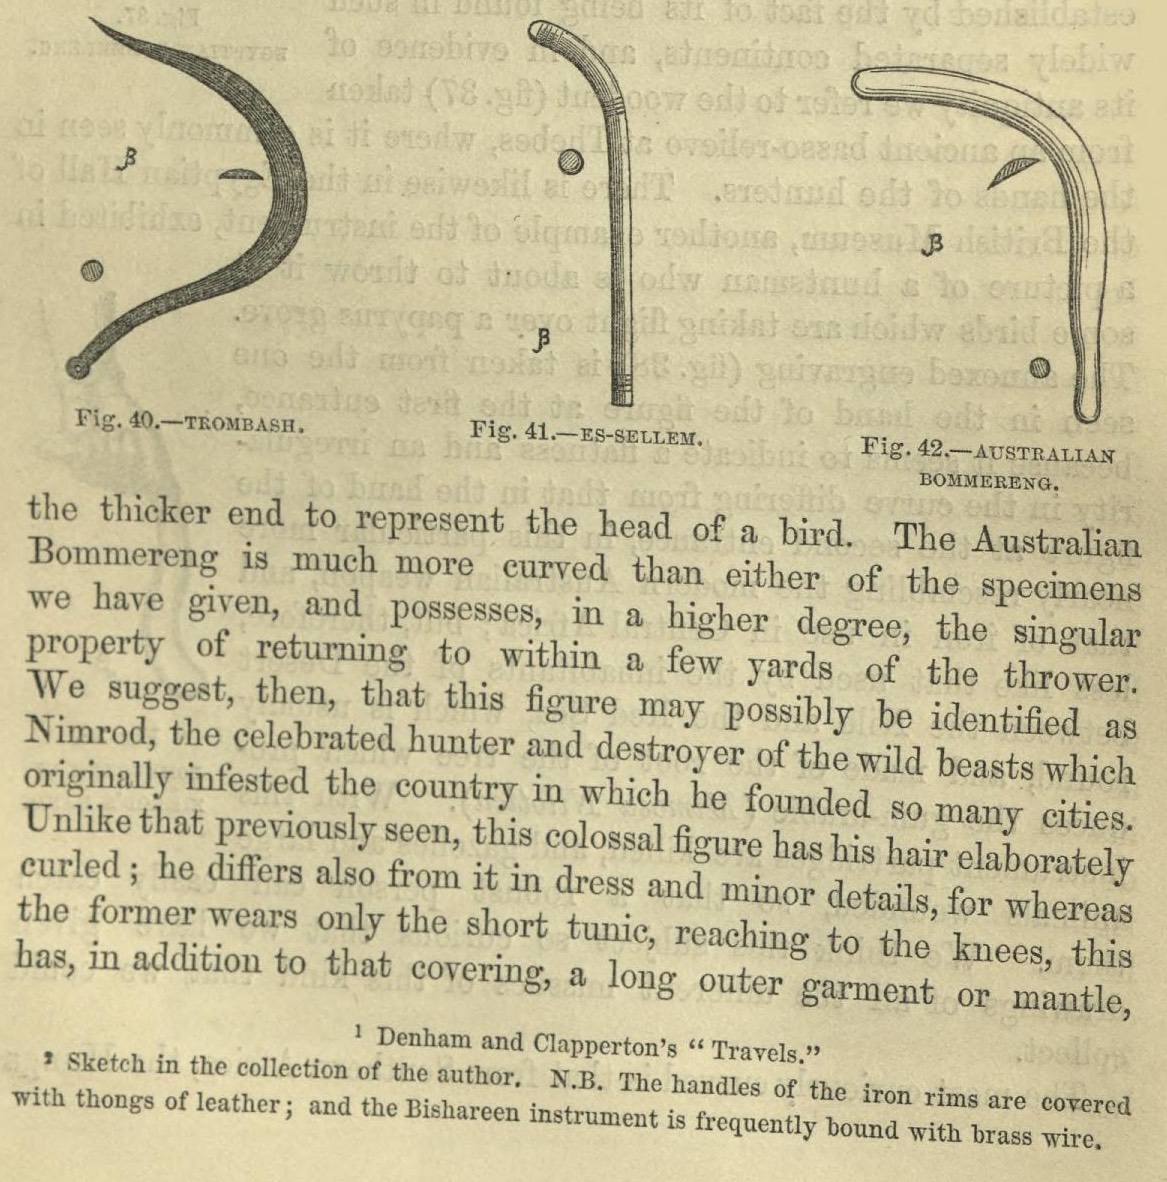 β
β
β
Fig. 40.—TROMBASH.
Fig. 41.—ES-SELLEM.
Fig. 42.—AUSTRALIAN
BOMMERENG.
the thicker end to represent the head of a bird. The Australian
Bommereng is much more curved than either of the specimens
we have given, and possesses, in a higher degree, the singular
property of returning to within a few yards of the thrower.
We suggest, then, that this figure may possibly be identified as
Nimrod, the celebrated hunter and destroyer of the wild beasts which
originally infested the country in which he founded so many cities.
Unlike that previously seen, this colossal figure has his hair elaborately
curled; he differs also from it in dress and minor details, for whereas
the former wears only the short tunic, reaching to the knees, this
has, in addition to that covering, a long outer garment or mantle,
¹ Denham and Clapperton's “Travels.”
² Sketch in the collection of the author. N.B. The handles of the iron rims are covered
with thongs of leather; and the Bishareen instrument is frequently bound with brass wire.